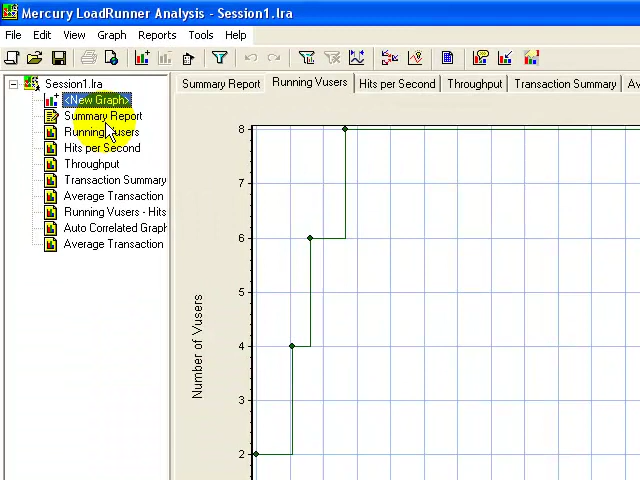 Mercury LoadRunner Analysis - Session1.lra
File Edit View Graph Reports Tools Help
Session1.lra
<New Graph>
Summary Report
Running Vusers
Hits per Second
Throughput
Transaction Summary
Average Transaction
Running Vusers - Hits
Auto Correlated Graph
Average Transaction
Summary Report Running Vusers Hits per Second Throughput Transaction Summary Av
8
7
6
5
4
3
2
Number of Vusers